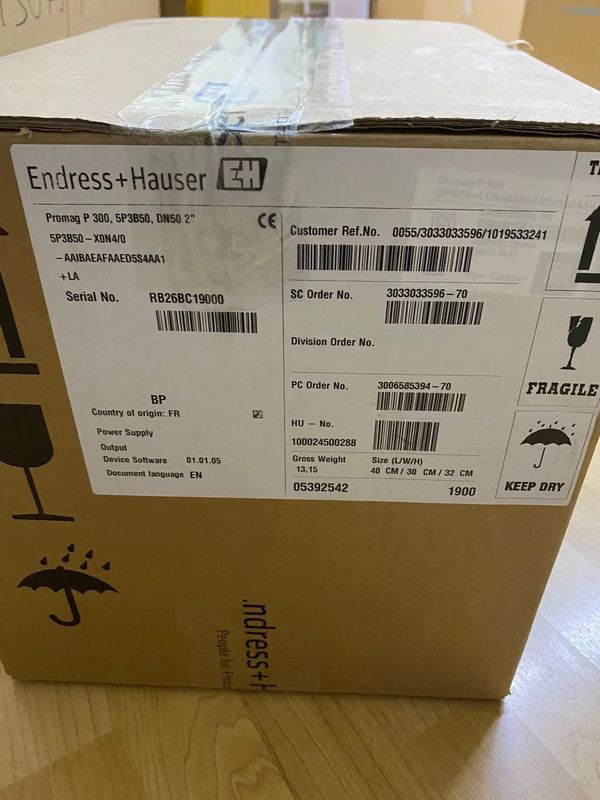 Endress+Hauser EH
Promag P 300, 5P3B50, DN50 2"
CE
5P3B50-X0N4/0
-AAIBAEAFAAED5S4AA1
+LA
Serial No. RB26BC19000
BP
Country of origin: FR
Power Supply
Output
Device Software 01.01.05
Document language EN
Customer Ref.No. 0055/3033033596/1019533241
SC Order No. 3033033596-70
Division Order No.
PC Order No. 3006585394-70
HU - No.
100024500288
Gross Weight Size (L/W/H)
13,15 40 CM / 30 CM / 32 CM
05392542 1900
FRAGILE
KEEP DRY
ndress+H
People for Proc